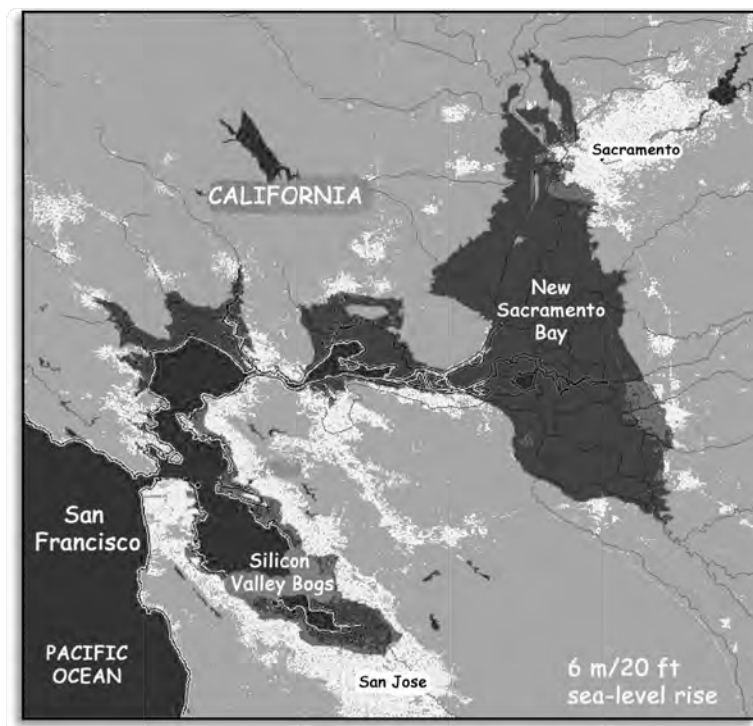 Sacramento
CALIFORNIA
New
Sacramento
Bay
San
Francisco
Silicon
Valley Bogs
PACIFIC
OCEAN
San Jose
6 m/20 ft
sea-level rise